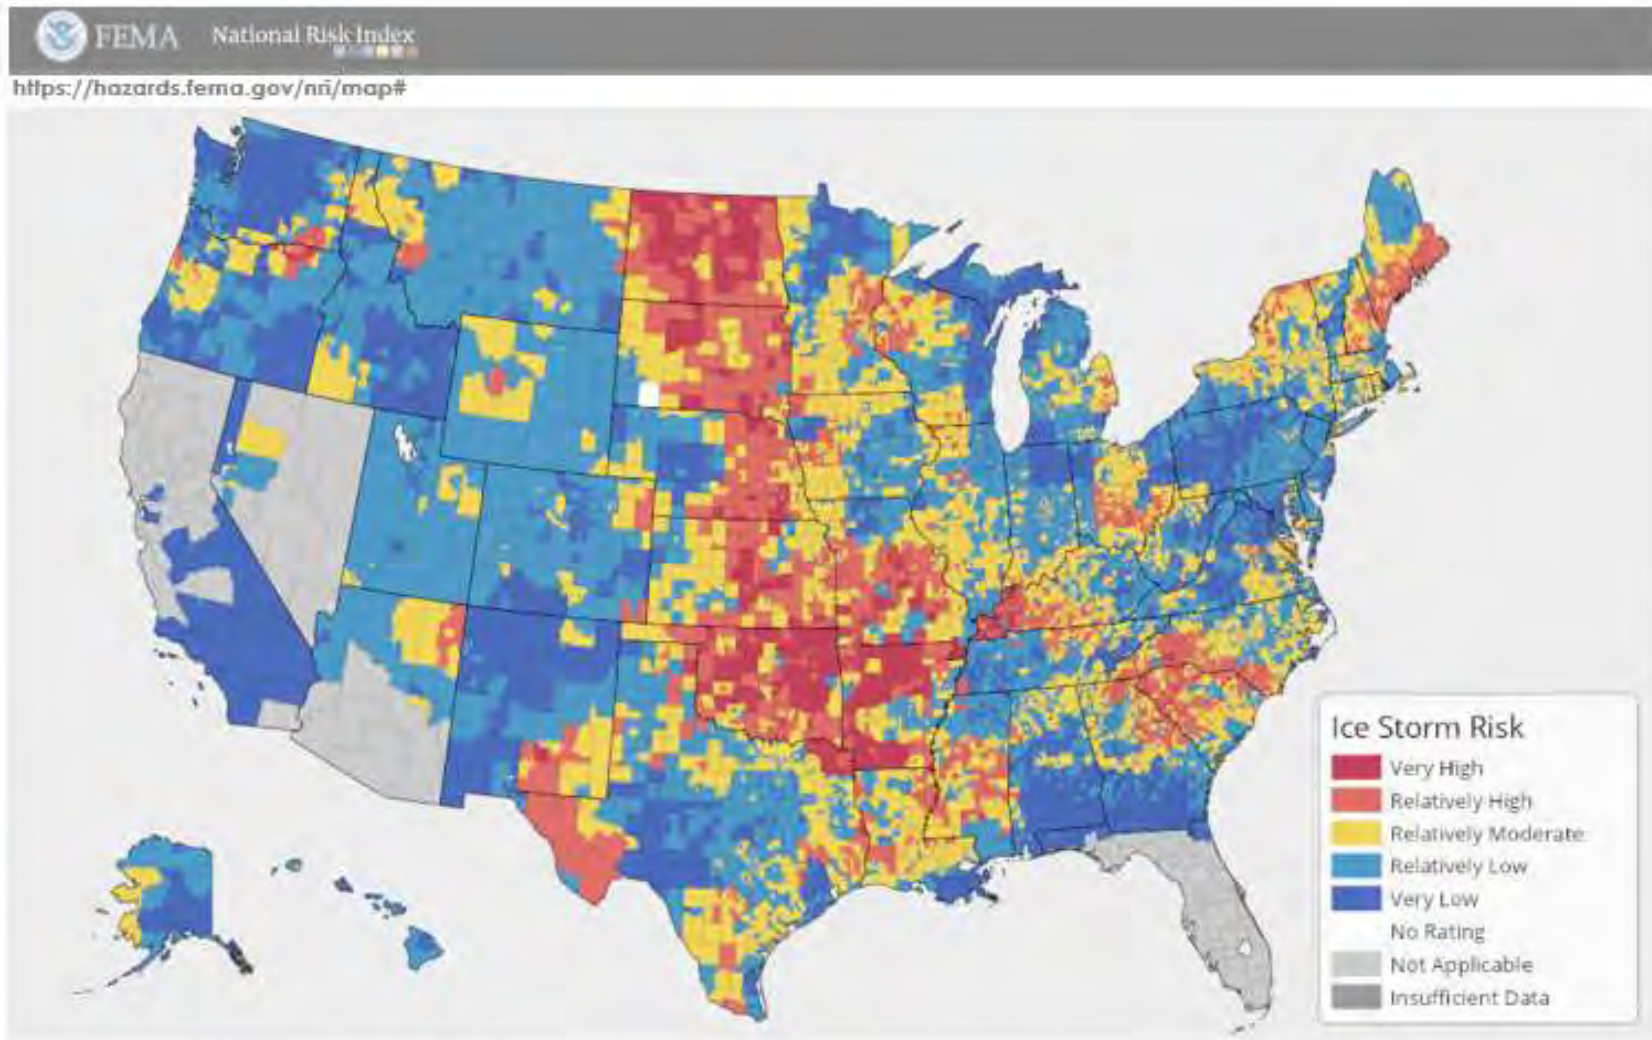 FEMA National Risk Index
https://hazards.fema.gov/nri/map#
Ice Storm Risk
Very High
Relatively High
Relatively Moderate
Relatively Low
Very Low
No Rating
Not Applicable
Insufficient Data